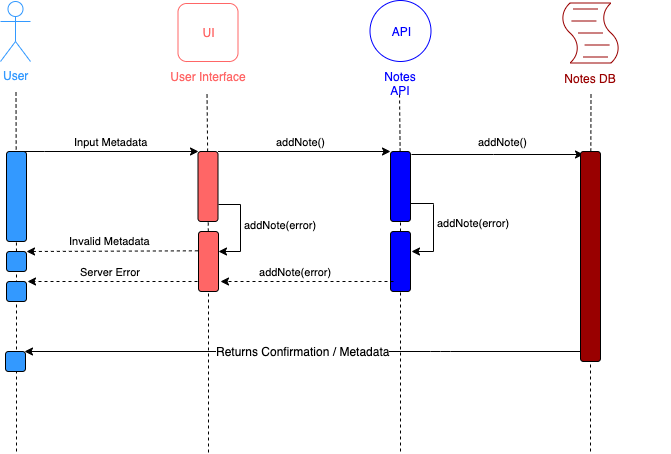 UI
API
User
User Interface
Notes
API
Notes DB
Input Metadata
addNote()
addNote()
addNote(error)
addNote(error)
Invalid Metadata
Server Error
addNote(error)
Returns Confirmation / Metadata